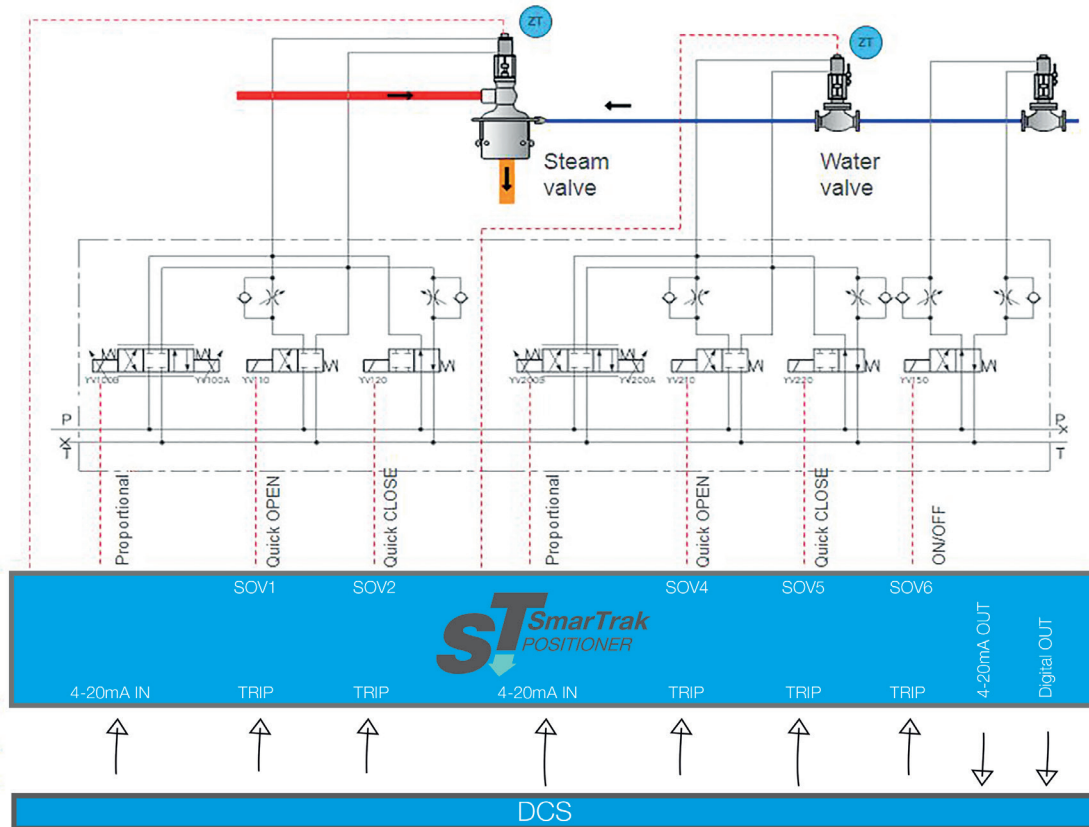 ZT
ZT
Steam
valve
Water
valve
YV100B
YV100A
YV110
YV120
YV200B
YV200A
YV210
YV220
YV150
P
T
P
T
Proportional
Quick OPEN
Quick CLOSE
Proportional
Quick OPEN
Quick CLOSE
ON/OFF
SOV1
SOV2
SOV4
SOV5
SOV6
ST
SmarTrak
POSITIONER
4-20mA IN
TRIP
TRIP
4-20mA IN
TRIP
TRIP
TRIP
4-20mA OUT
Digital OUT
DCS